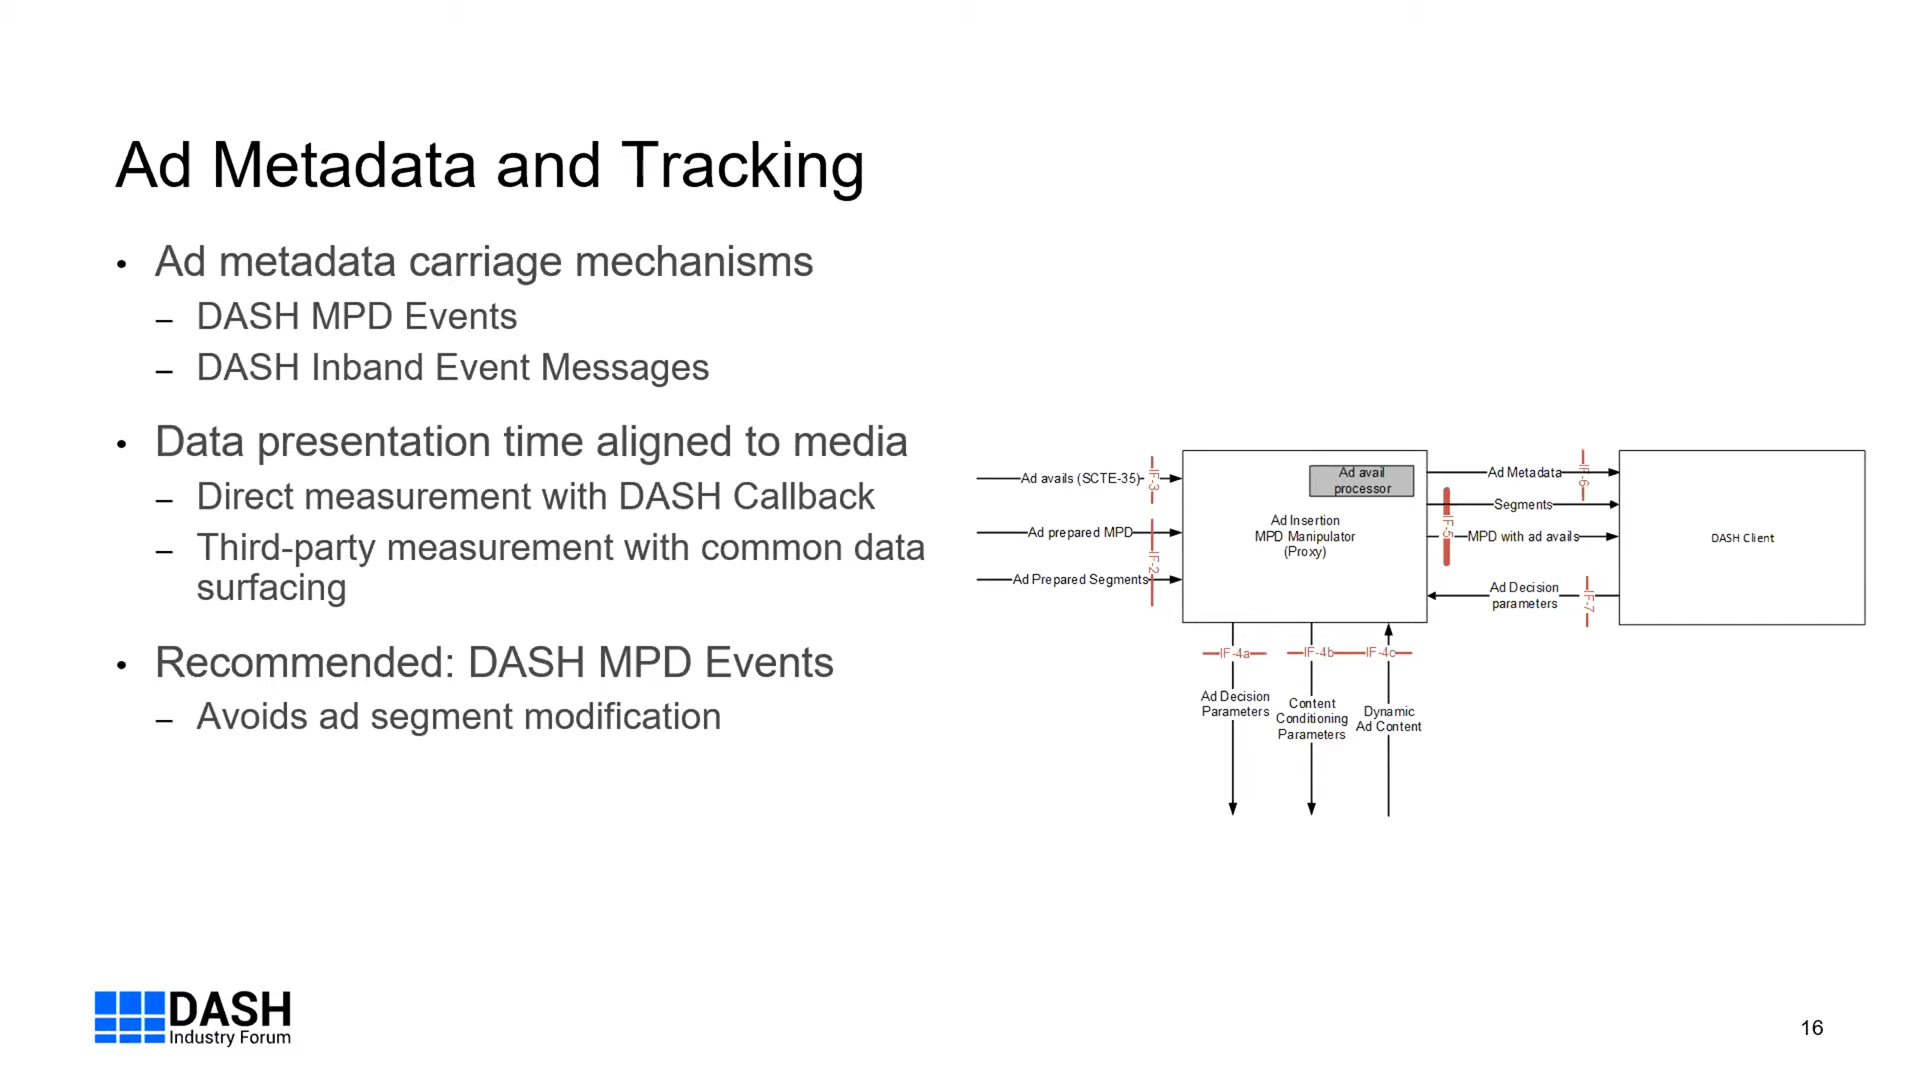 Ad Metadata and Tracking
• Ad metadata carriage mechanisms
– DASH MPD Events
– DASH Inband Event Messages
• Data presentation time aligned to media
– Direct measurement with DASH Callback
– Third-party measurement with common data
surfacing
• Recommended: DASH MPD Events
– Avoids ad segment modification
Ad avails (SCTE-35)
IF-3
Ad prepared MPD
IF-2
Ad Prepared Segments
Ad avail
processor
Ad Insertion
MPD Manipulator
(Proxy)
Ad Metadata
IF-6
Segments
IF-5
MPD with ad avails
Ad Decision
parameters
IF-7
DASH Client
IF-4a
IF-4b
IF-4c
Ad Decision
Parameters
Content
Conditioning
Parameters
Dynamic
Ad Content
DASH
Industry Forum
16